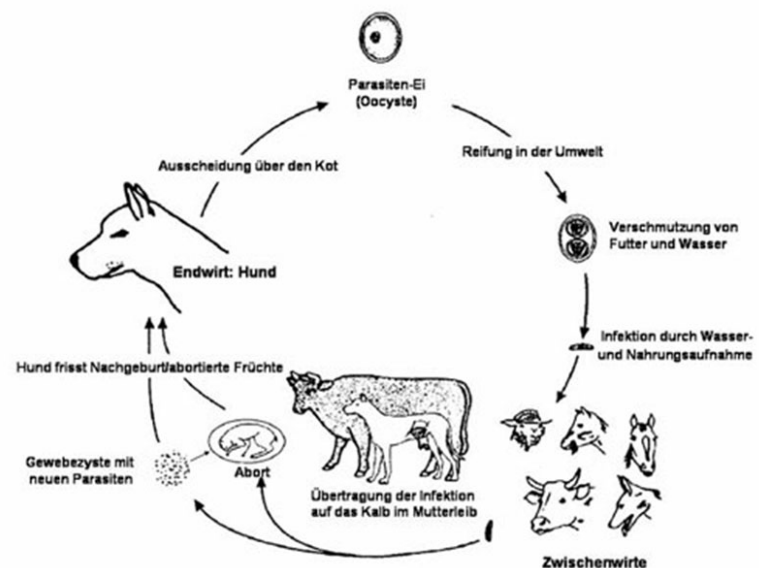 Parasiten-Ei
(Oocyste)
Ausscheidung über den Kot
Reifung in der Umwelt
Verschmutzung von
Futter und Wasser
Endwirt: Hund
Infektion durch Wasser-
und Nahrungsaufnahme
Hund frisst Nachgeburt/abortierte Früchte
Gewebezyste mit
neuen Parasiten
Abort
Übertragung der Infektion
auf das Kalb im Mutterleib
Zwischenwirte